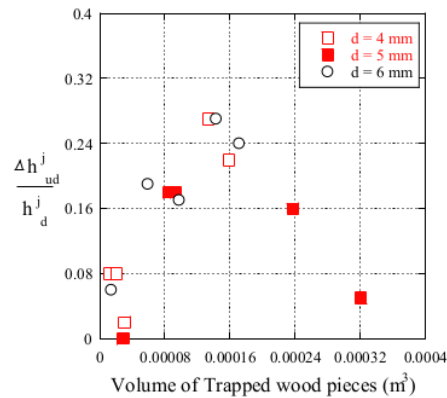 0.4
d = 4 mm
d = 5 mm
d = 6 mm
0.32
0.24
Δh^j_ud
h^j_d
0.16
0.08
0
0 0.00008 0.00016 0.00024 0.00032 0.0004
Volume of Trapped wood pieces (m³)